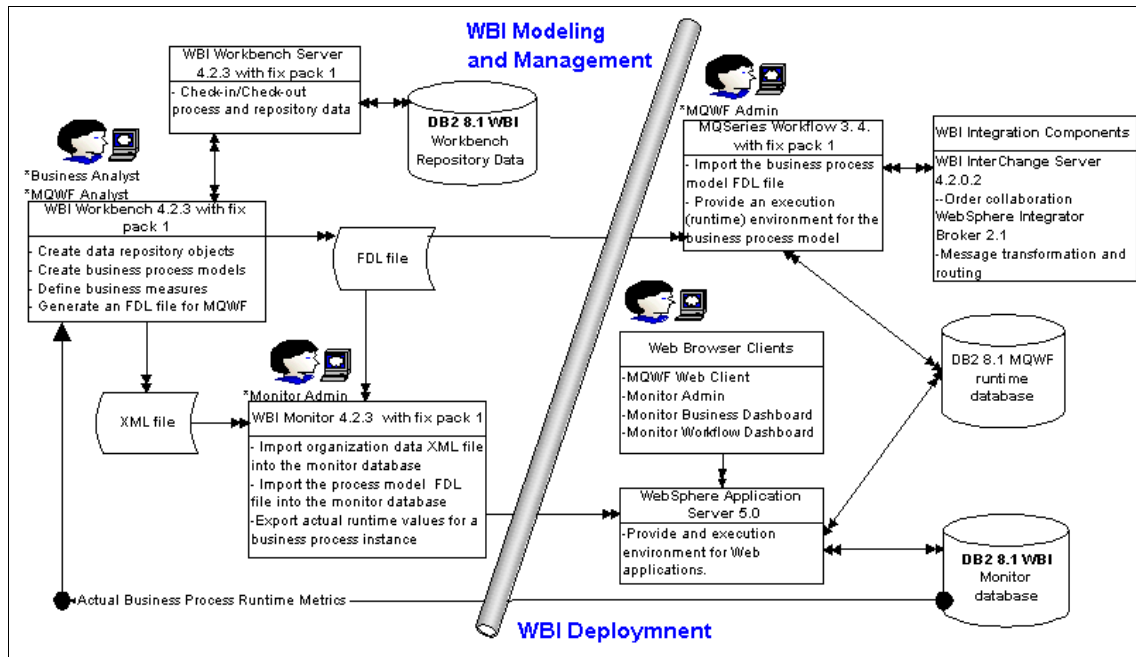 WBI Modeling
and Management
WBI Workbench Server
4.2.3 with fix pack 1
- Check-in/Check-out
process and repository data
DB2 8.1 WBI
Workbench
Repository Data
*Business Analyst
*MQWF Analyst
WBI Workbench 4.2.3 with fix
pack 1
- Create data repository objects
- Create business process models
- Define business measures
- Generate an FDL file for MQWF
FDL file
XML file
*Monitor Admin
WBI Monitor 4.2.3 with fix pack 1
- Import organization data XML file
into the monitor database
- Import the process model FDL
file into the monitor database
-Export actual runtime values for a
business process instance
*MQWF Admin
MQSeries Workflow 3. 4.
with fix pack 1
- Import the business process
model FDL file
- Provide an execution
(runtime) environment for the
business process model
WBI Integration Components
WBI InterChange Server
4.2.0.2
--Order collaboration
WebSphere Integrator
Broker 2.1
-Message transformation and
routing
Web Browser Clients
-MQWF Web Client
-Monitor Admin
-Monitor Business Dashboard
-Monitor Workflow Dashboard
DB2 8.1 MQWF
runtime
database
WebSphere Application
Server 5.0
-Provide and execution
environment for Web
applications.
DB2 8.1 WBI
Monitor
database
Actual Business Process Runtime Metrics
WBI Deploymnent